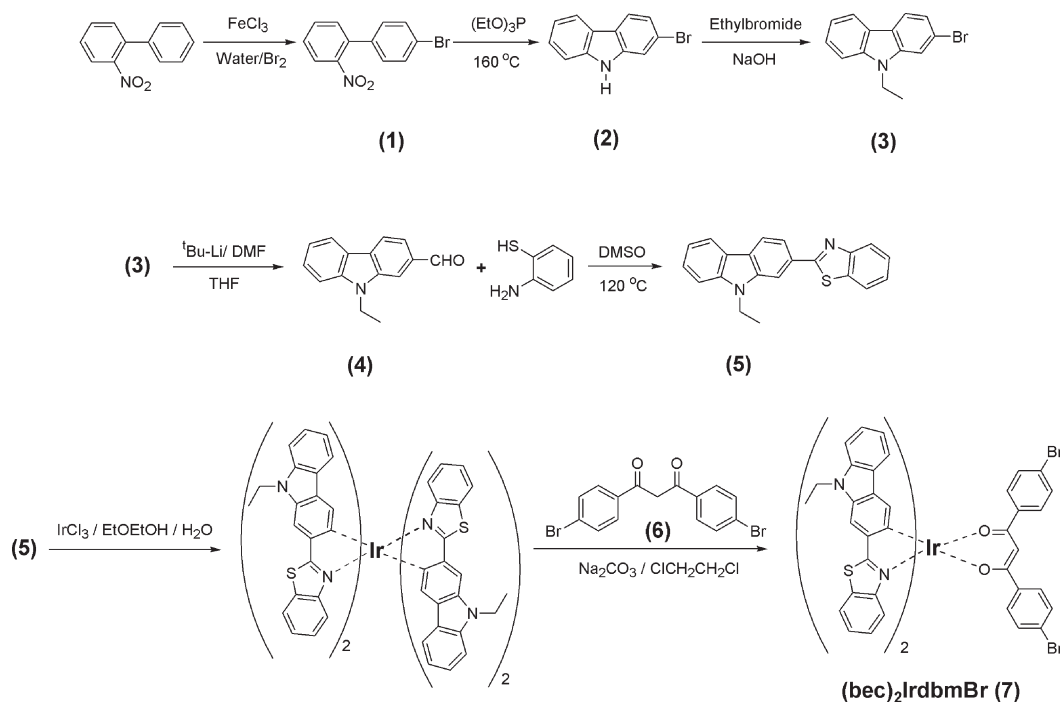 FeCl3
Water/Br2
NO2
NO2
Br
(1)
(EtO)3P
160 °C
N
H
Br
(2)
Ethylbromide
NaOH
N
Br
(3)
(3)
tBu-Li/ DMF
THF
CHO
N
(4)
+
HS
H2N
DMSO
120 °C
N
S
N
(5)
(5)
IrCl3 / EtOEtOH / H2O
N
S
N
2
Ir
N
S
N
2
O
O
Br
Br
(6)
Na2CO3 / ClCH2CH2Cl
N
S
N
2
Ir
O
O
Br
Br
(bec)2IrdbmBr (7)